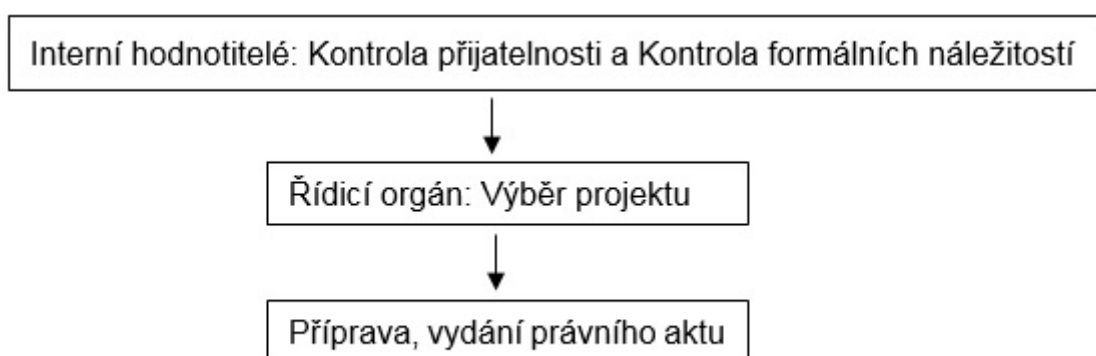 Interní hodnotitelé: Kontrola přijatelnosti a Kontrola formálních náležitostí
Řídicí orgán: Výběr projektu
Příprava, vydání právního aktu